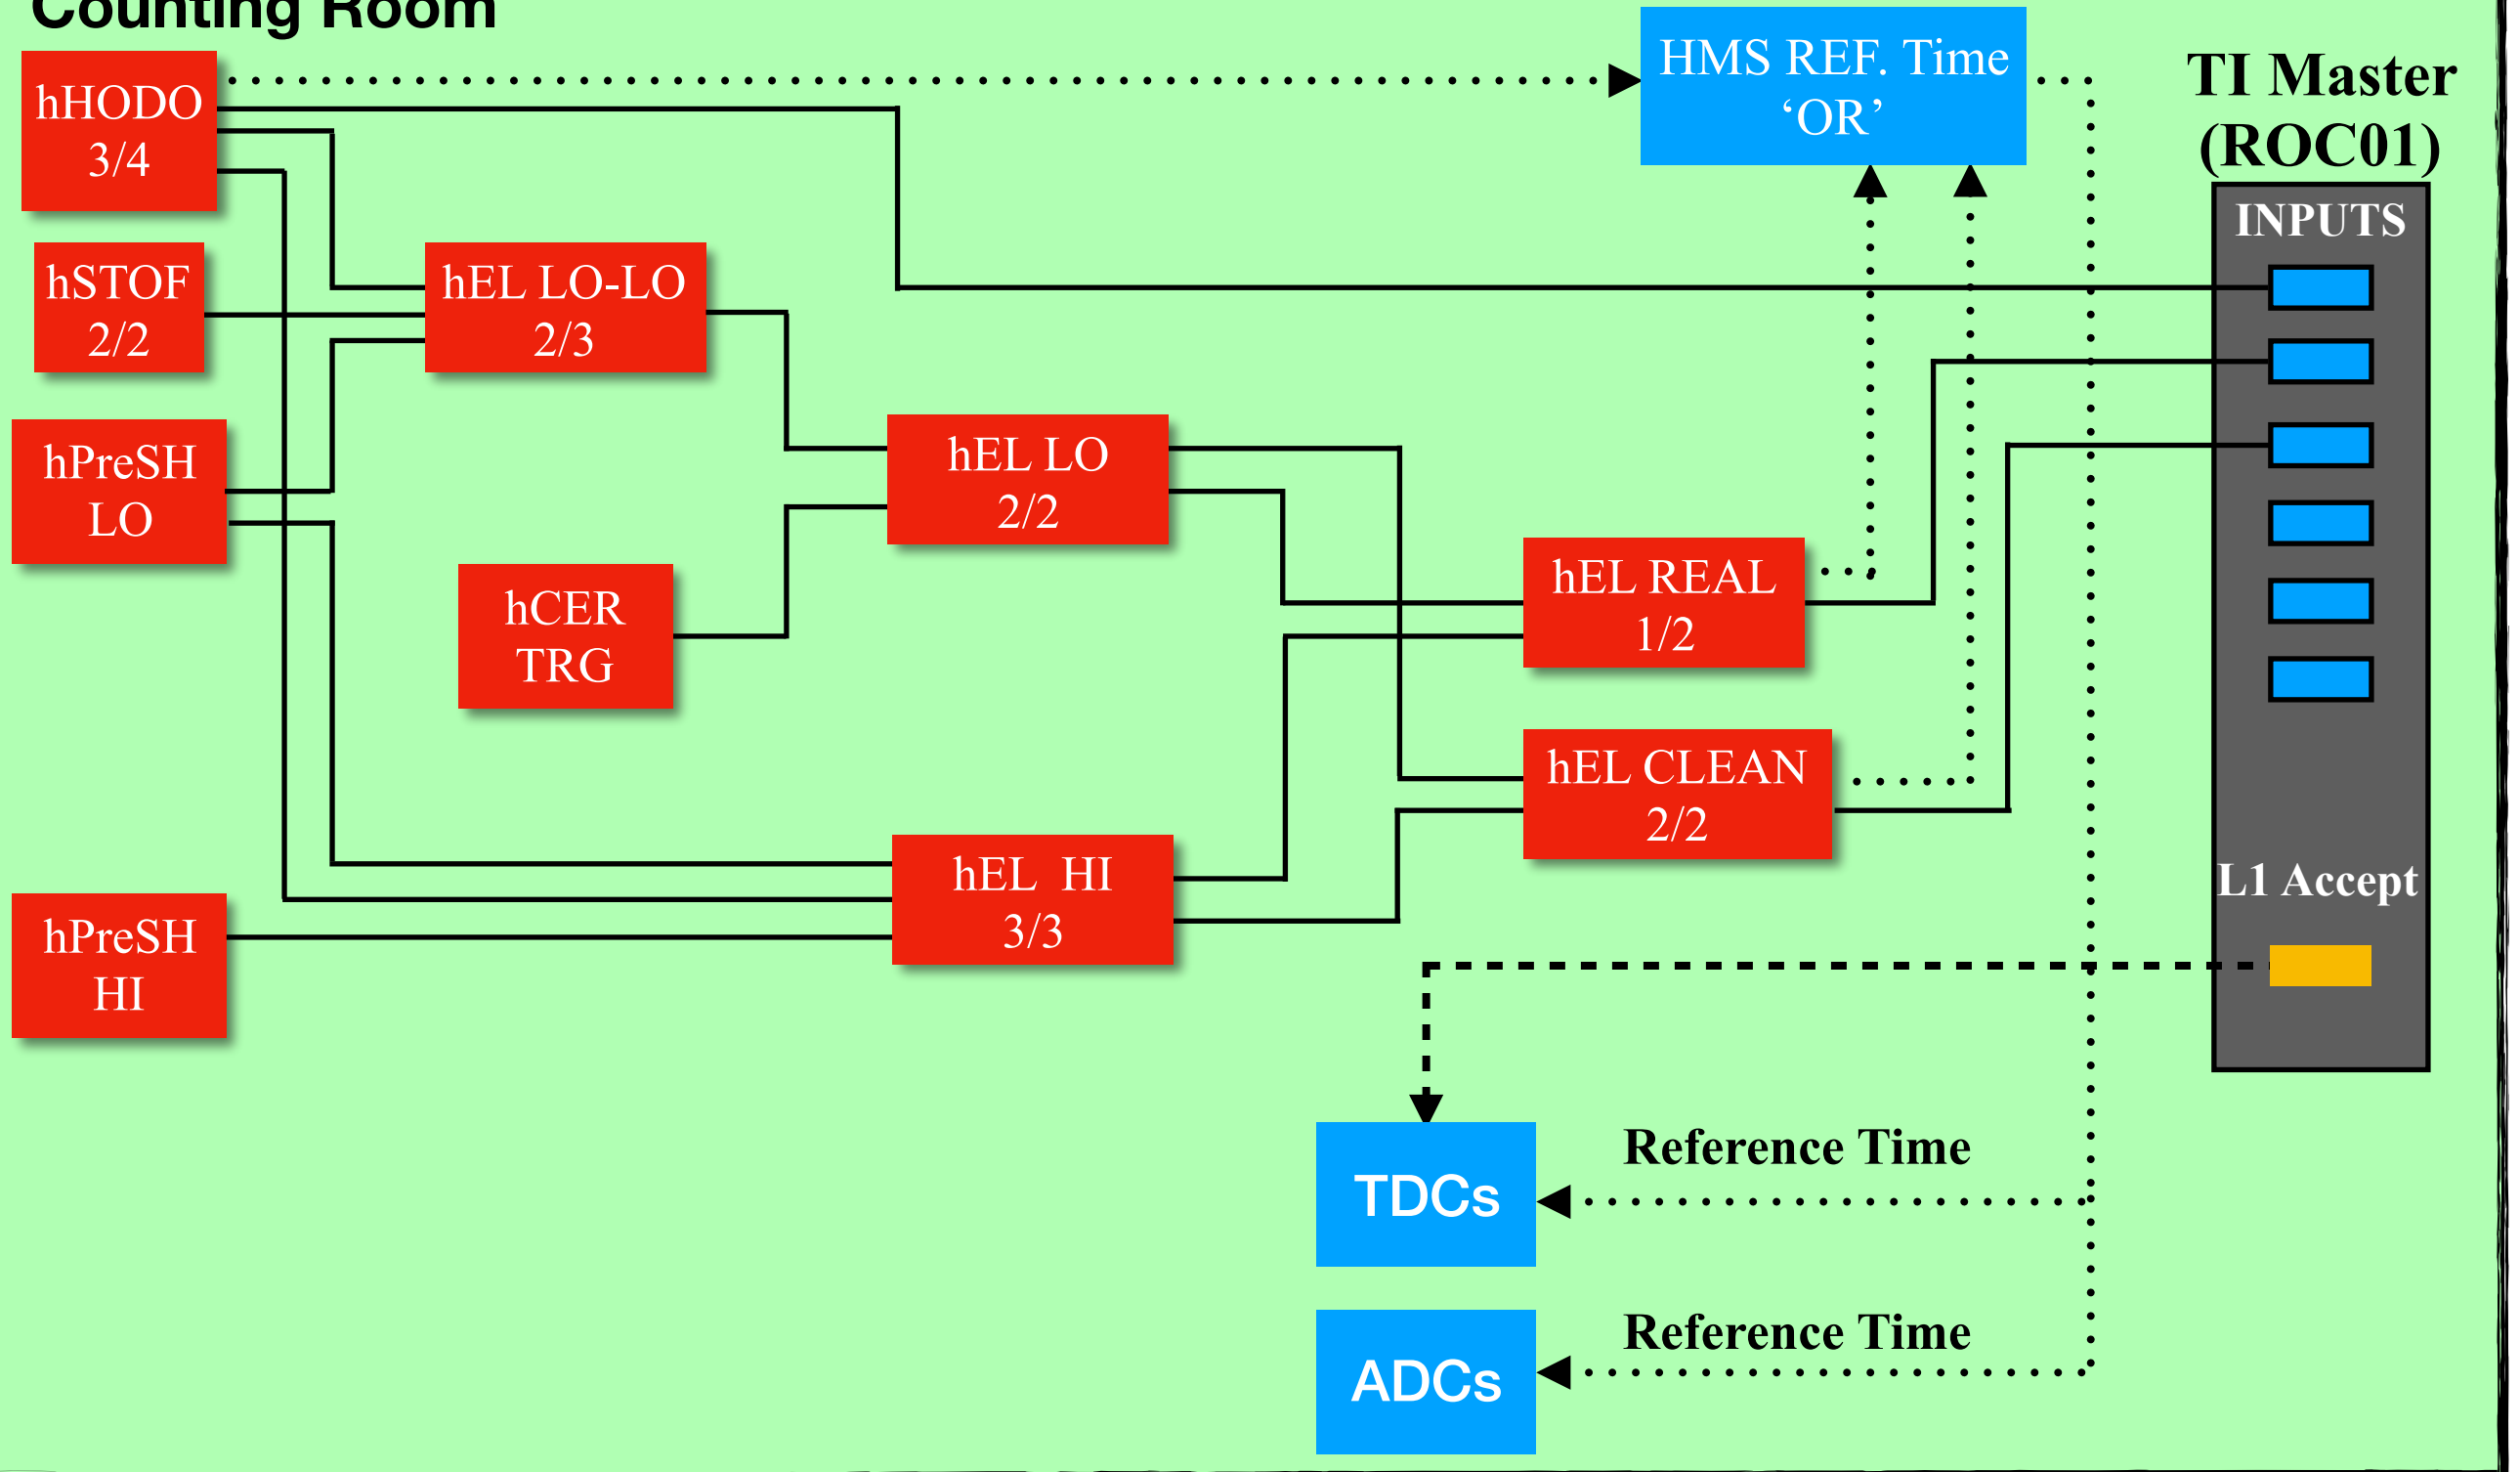 Counting Room
hHODO
3/4
HMS REF. Time
‘OR’
TI Master
(ROC01)
INPUTS
hSTOF
2/2
hEL LO-LO
2/3
hPreSH
LO
hEL LO
2/2
hCER
TRG
hEL REAL
1/2
hEL CLEAN
2/2
hEL HI
3/3
hPreSH
HI
L1 Accept
TDCs
Reference Time
ADCs
Reference Time